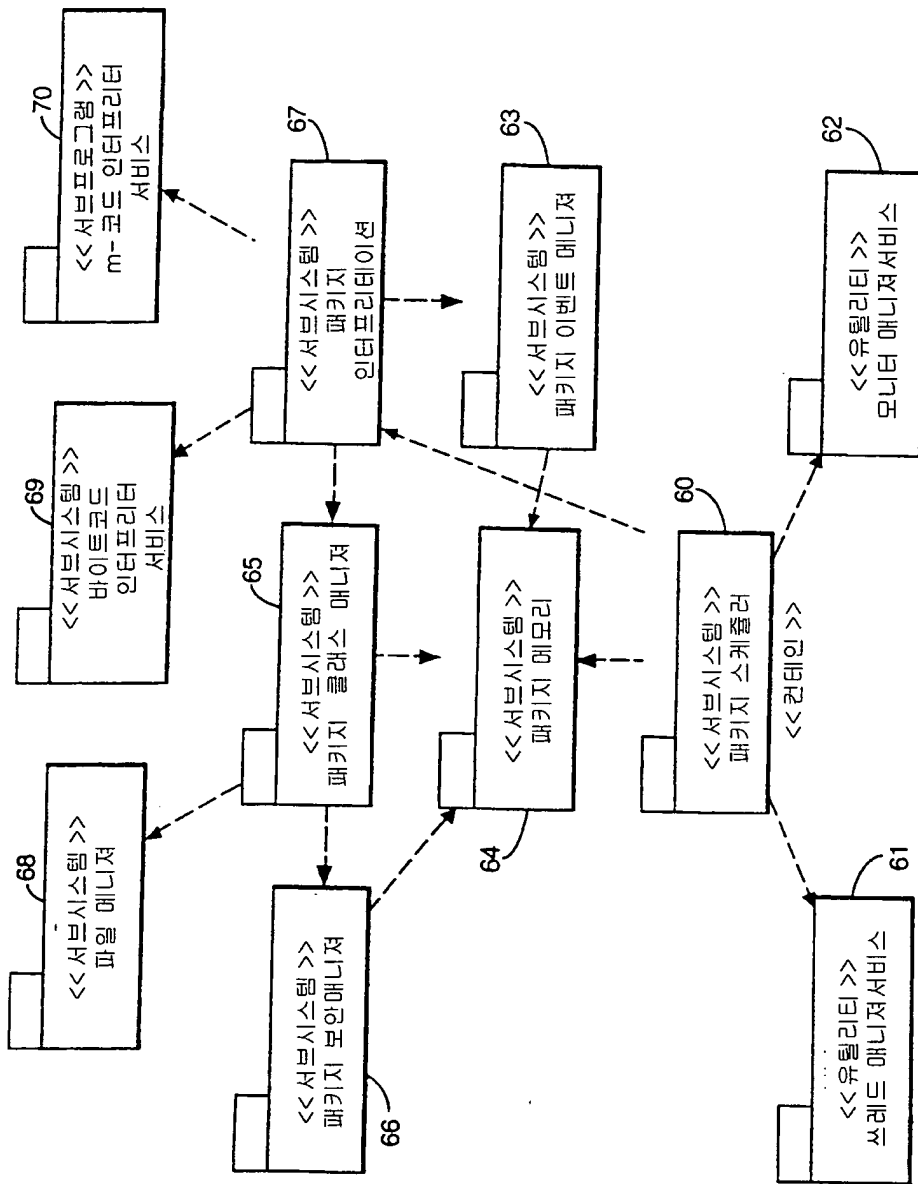 68
<<서브시스템>>
파일 메니져
69
<<서브시스템>>
바이트코드
인터프리터
서비스
70
<<서브프로그램>>
m-코드 인터프리터
서비스
66
<<서브시스템>>
패키지 보안매니져
65
<<서브시스템>>
패키지 클래스 매니져
67
<<서브시스템>>
패키지
인터프리테이션
64
<<서브시스템>>
패키지 메모리
63
<<서브시스템>>
패키지 이벤트 메니져
60
<<서브시스템>>
패키지 스케쥴러
<<컨테인>>
61
<<유틸리티>>
쓰레드 매니져서비스
62
<<유틸리티>>
모니터 매니져서비스